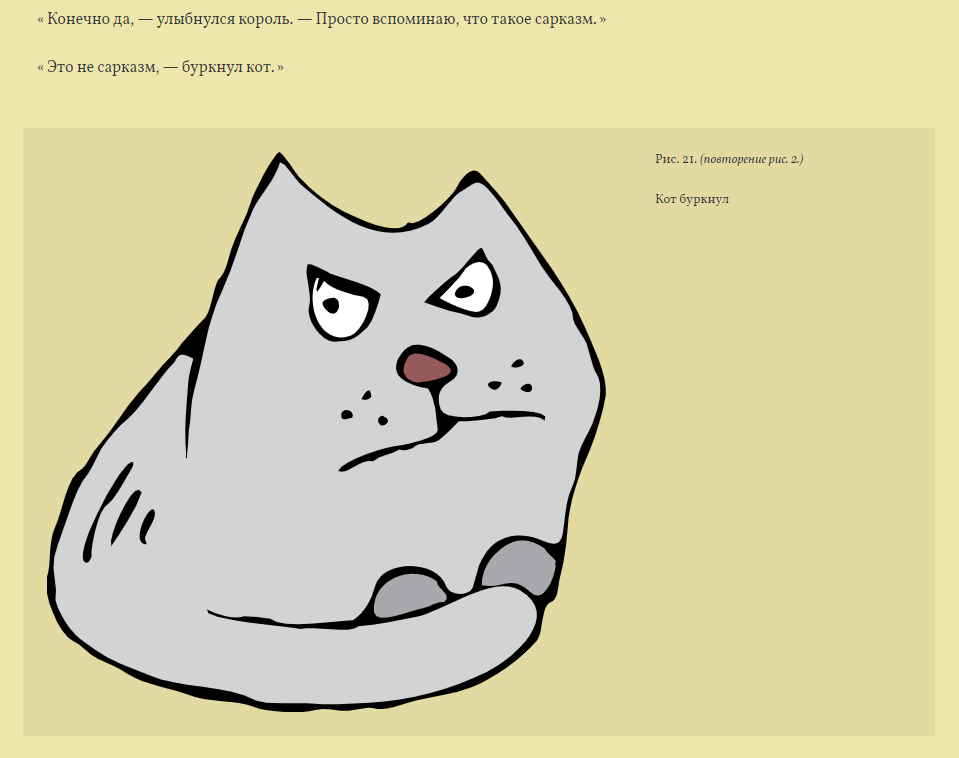 « Конечно да, — улыбнулся король. — Просто вспоминаю, что такое сарказм. »
« Это не сарказм, — буркнул кот. »
Рис. 21. (повторение рис. 2.)
Кот буркнул